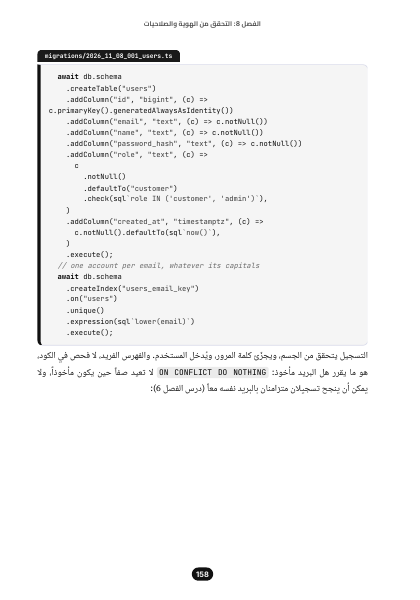 الفصل 8: التحقق من الهوية والصلاحيات
migrations/2026_11_08_001_users.ts
await db.schema
.createTable("users")
.addColumn("id", "bigint", (c) =>
c.primaryKey().generatedAlwaysAsIdentity())
.addColumn("email", "text", (c) => c.notNull())
.addColumn("name", "text", (c) => c.notNull())
.addColumn("password_hash", "text", (c) => c.notNull())
.addColumn("role", "text", (c) =>
c
.notNull()
.defaultTo("customer")
.check(sql`role IN ('customer', 'admin')`),
)
.addColumn("created_at", "timestamptz", (c) =>
c.notNull().defaultTo(sql`now()`),
)
.execute();
// one account per email, whatever its capitals
await db.schema
.createIndex("users_email_key")
.on("users")
.unique()
.expression(sql`lower(email)`)
.execute();
التسجيل يتحقق من الجسم، ويجزّئ كلمة المرور، ويُدخل المستخدم. والفهرس الفريد، لا فحص في الكود،
هو ما يقرر هل البريد مأخوذ: ON CONFLICT DO NOTHING لا تعيد صفاً حين يكون مأخوذاً، ولا
يمكن أن ينجح تسجيلان متزامنان بالبريد نفسه معاً (درس الفصل 6):
158